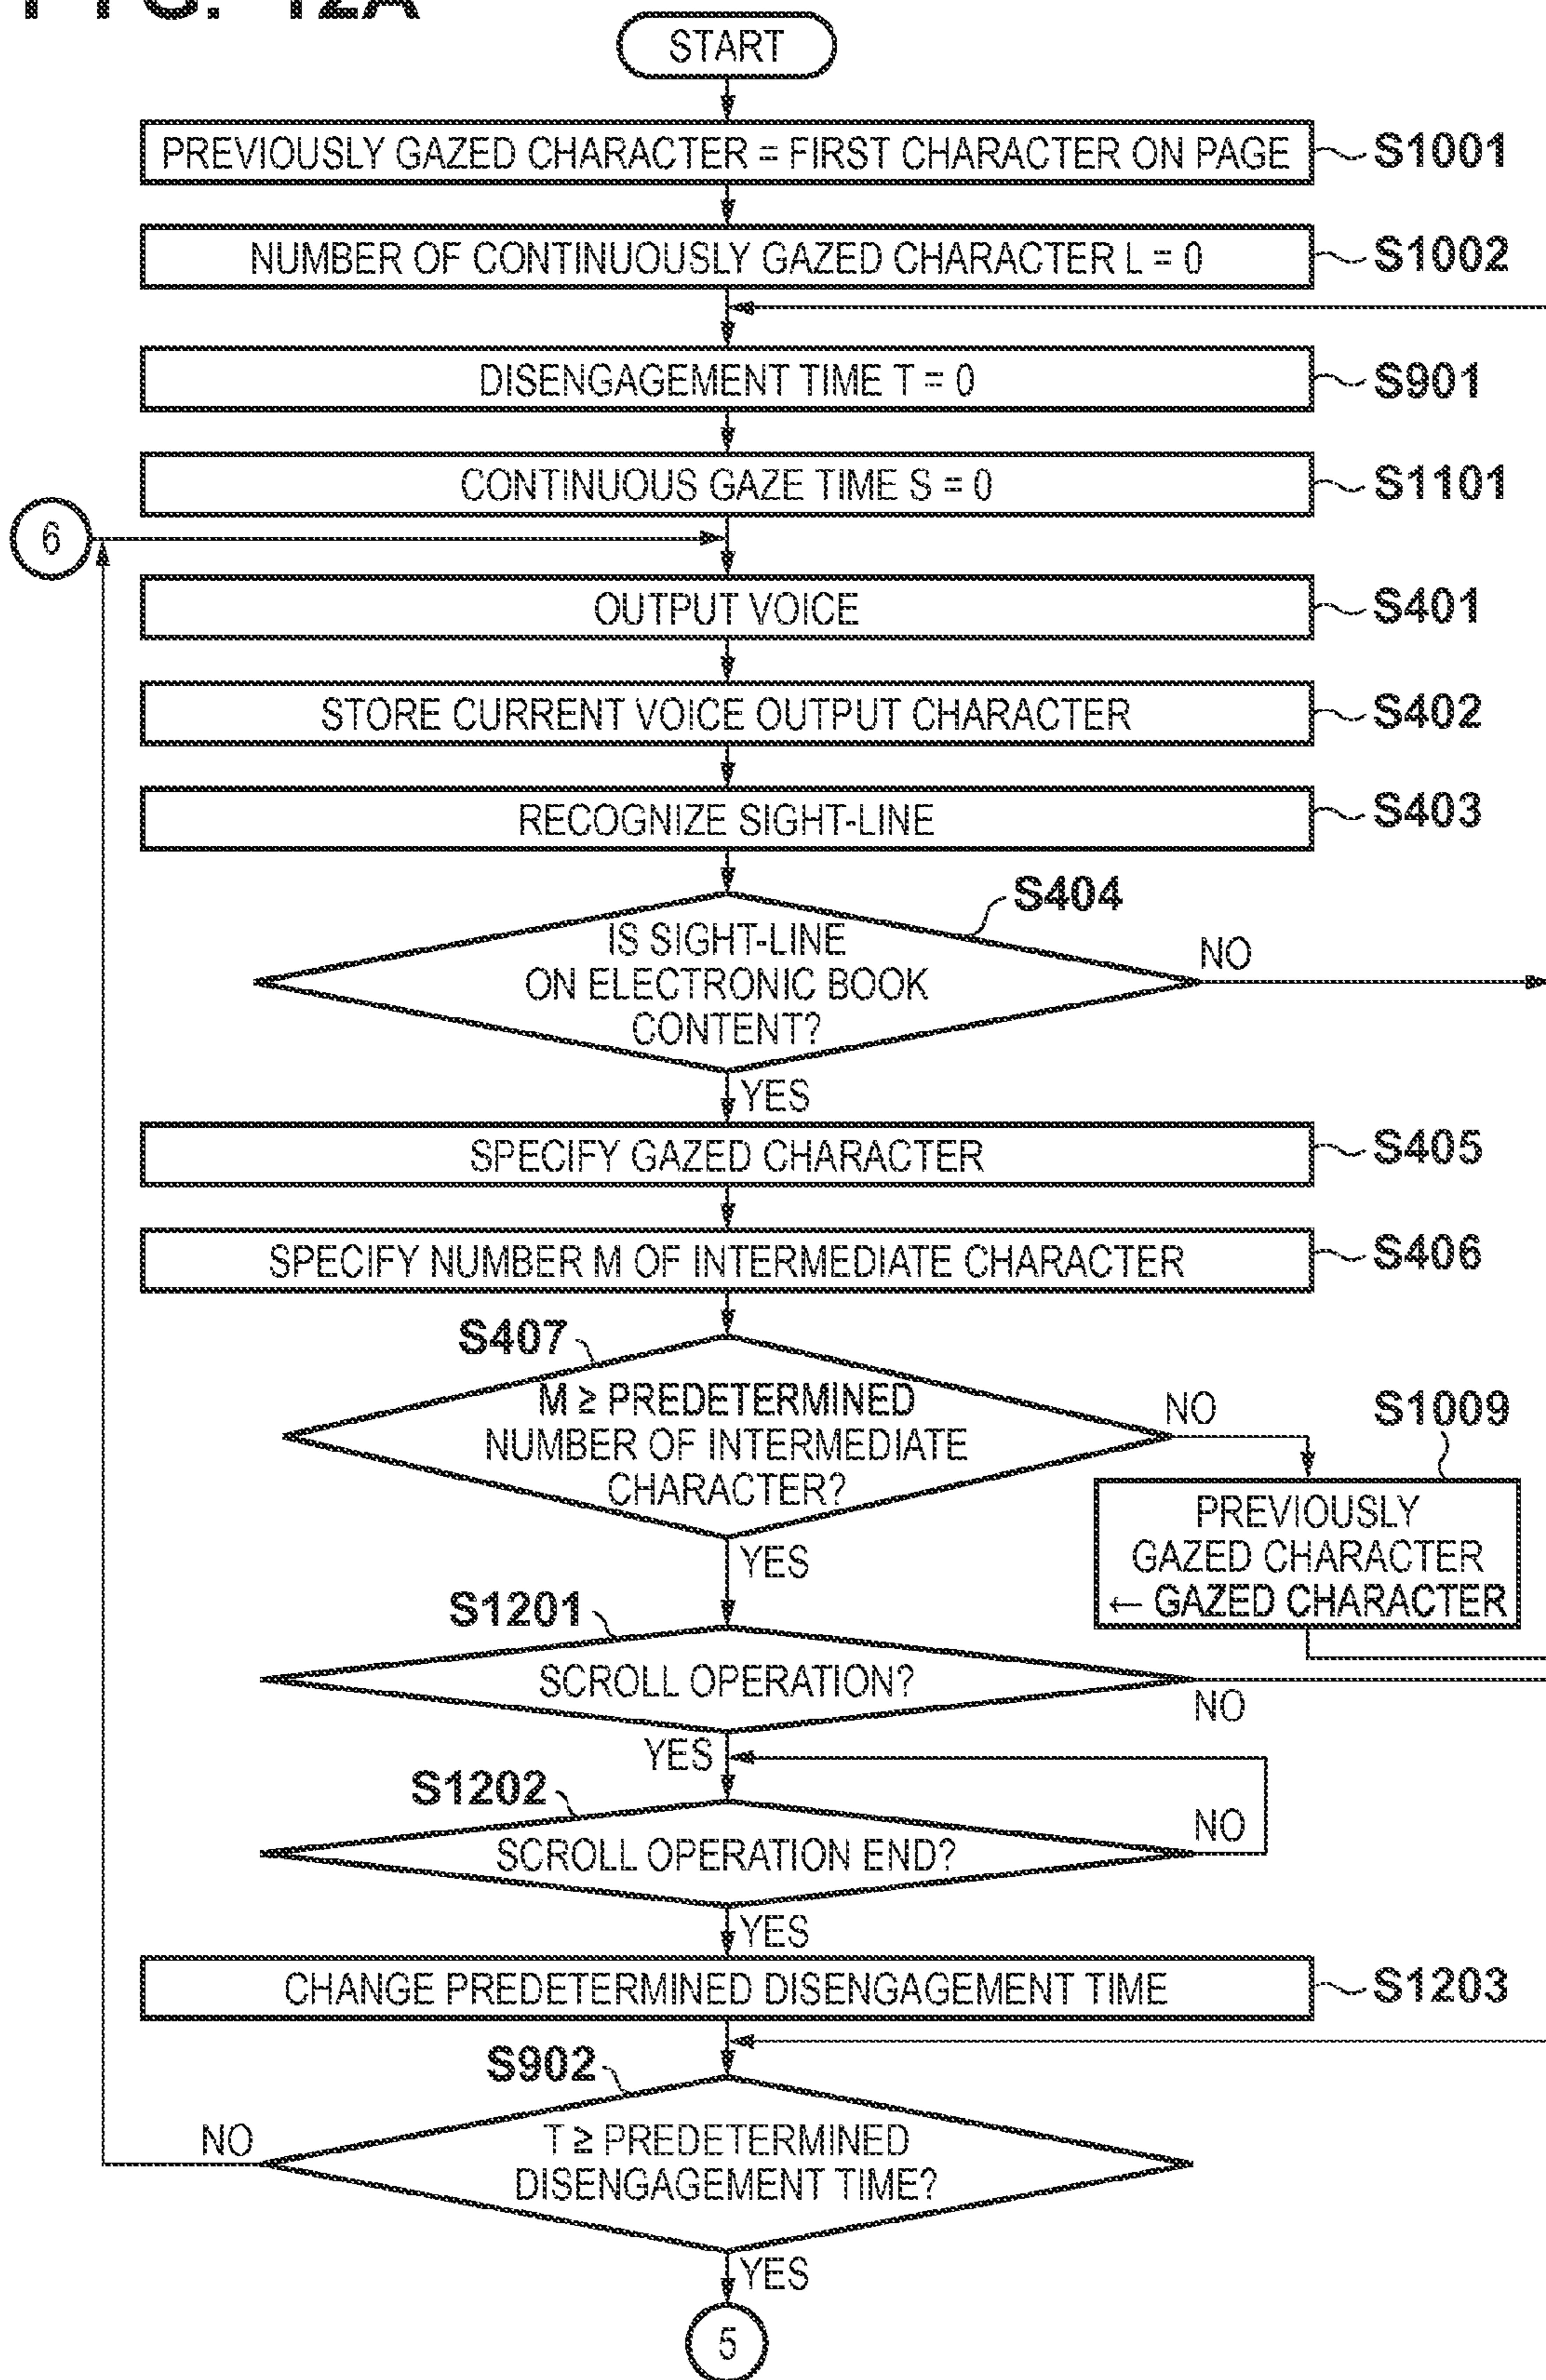 FIG. 12A
START
PREVIOUSLY GAZED CHARACTER = FIRST CHARACTER ON PAGE
S1001
NUMBER OF CONTINUOUSLY GAZED CHARACTER L = 0
S1002
DISENGAGEMENT TIME T = 0
S901
CONTINUOUS GAZE TIME S = 0
S1101
6
OUTPUT VOICE
S401
STORE CURRENT VOICE OUTPUT CHARACTER
S402
RECOGNIZE SIGHT-LINE
S403
S404
IS SIGHT-LINE
ON ELECTRONIC BOOK
CONTENT?
NO
YES
SPECIFY GAZED CHARACTER
S405
SPECIFY NUMBER M OF INTERMEDIATE CHARACTER
S406
S407
M ≥ PREDETERMINED
NUMBER OF INTERMEDIATE
CHARACTER?
NO
YES
S1009
PREVIOUSLY
GAZED CHARACTER
← GAZED CHARACTER
S1201
SCROLL OPERATION?
NO
YES
S1202
SCROLL OPERATION END?
NO
YES
CHANGE PREDETERMINED DISENGAGEMENT TIME
S1203
S902
T ≥ PREDETERMINED
DISENGAGEMENT TIME?
NO
YES
5